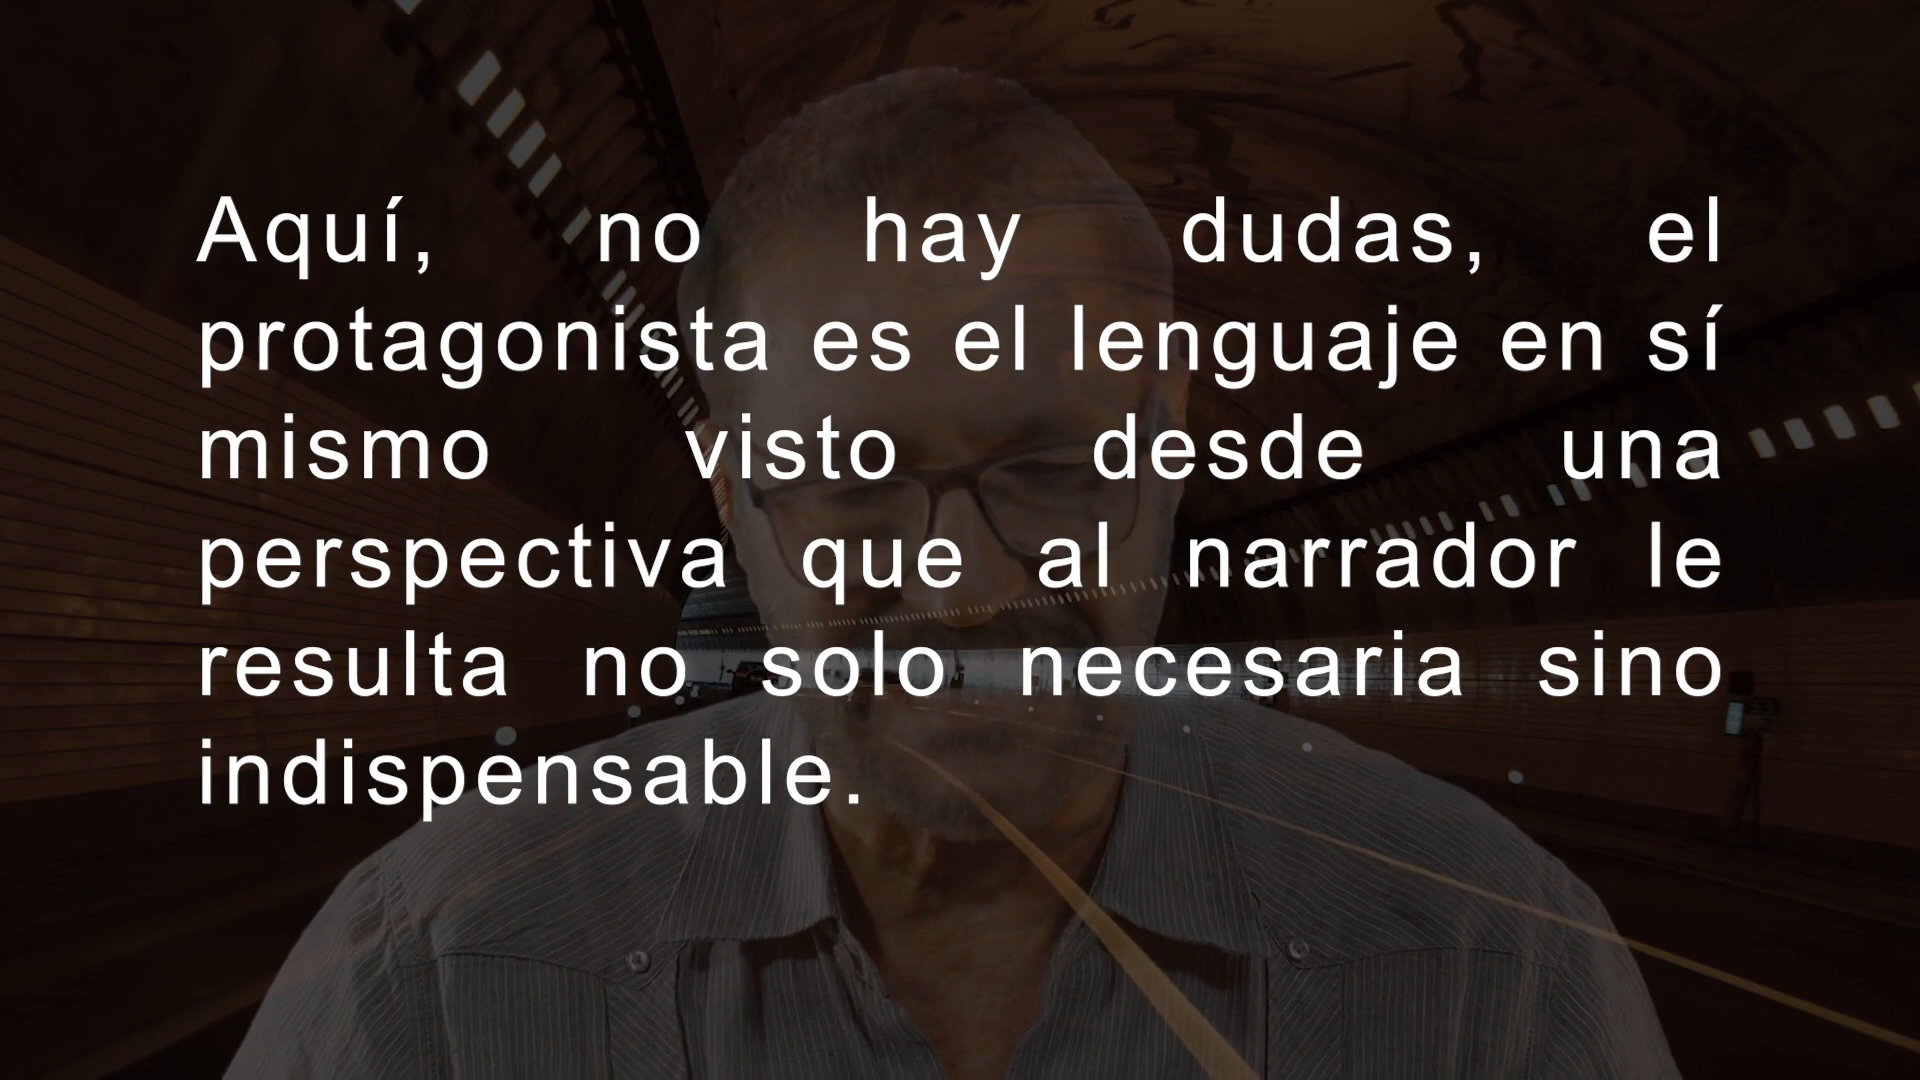 Aquí, no hay dudas, el
protagonista es el lenguaje en sí
mismo visto desde una
perspectiva que al narrador le
resulta no solo necesaria sino
indispensable.